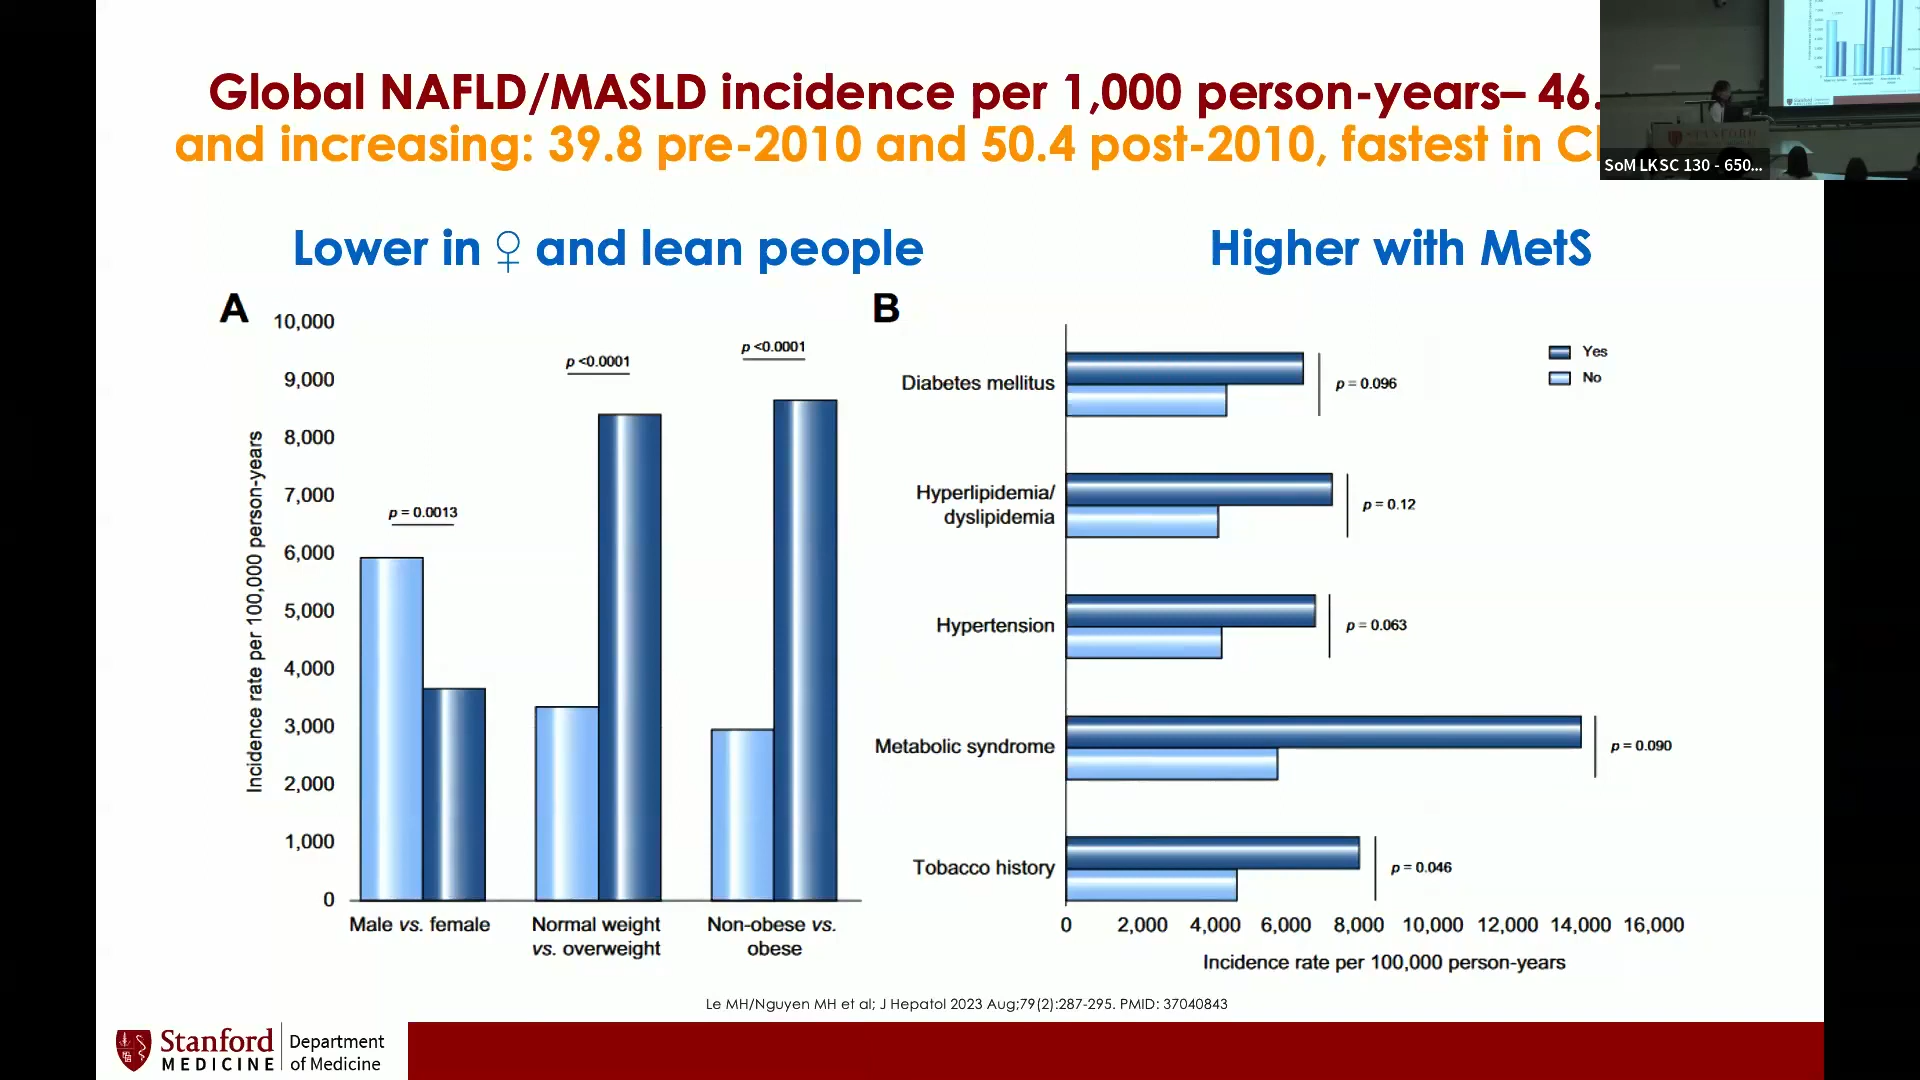 Global NAFLD/MASLD incidence per 1,000 person-years– 46.
and increasing: 39.8 pre-2010 and 50.4 post-2010, fastest in
SoM LKSC 130 - 650...
Lower in ♀ and lean people
Higher with MetS
A
10,000
9,000
8,000
7,000
6,000
5,000
4,000
3,000
2,000
1,000
0
Incidence rate per 100,000 person-years
p = 0.0013
p <0.0001
p <0.0001
Male vs. female
Normal weight
vs. overweight
Non-obese vs.
obese
B
Yes
No
Diabetes mellitus
p = 0.096
Hyperlipidemia/
dyslipidemia
p = 0.12
Hypertension
p = 0.063
Metabolic syndrome
p = 0.090
Tobacco history
p = 0.046
0 2,000 4,000 6,000 8,000 10,000 12,000 14,000 16,000
Incidence rate per 100,000 person-years
Le MH/Nguyen MH et al; J Hepatol 2023 Aug;79(2):287-295. PMID: 37040843
Stanford
MEDICINE
Department
of Medicine